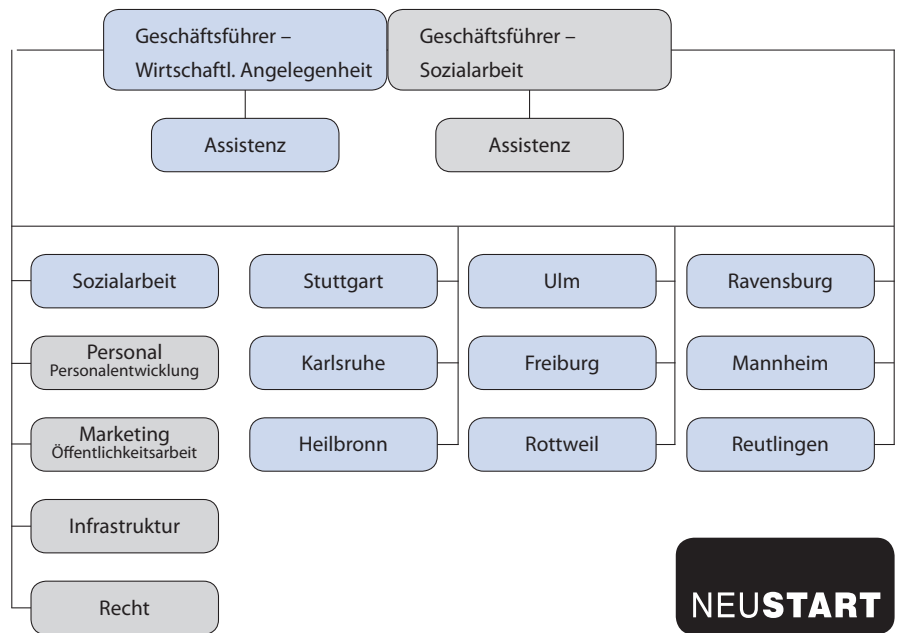 Geschäftsführer –
Wirtschaftl. Angelegenheit
Geschäftsführer –
Sozialarbeit
Assistenz
Assistenz
Sozialarbeit
Stuttgart
Ulm
Ravensburg
Personal
Personalentwicklung
Karlsruhe
Freiburg
Mannheim
Marketing
Öffentlichkeitsarbeit
Heilbronn
Rottweil
Reutlingen
Infrastruktur
Recht
NEUSTART